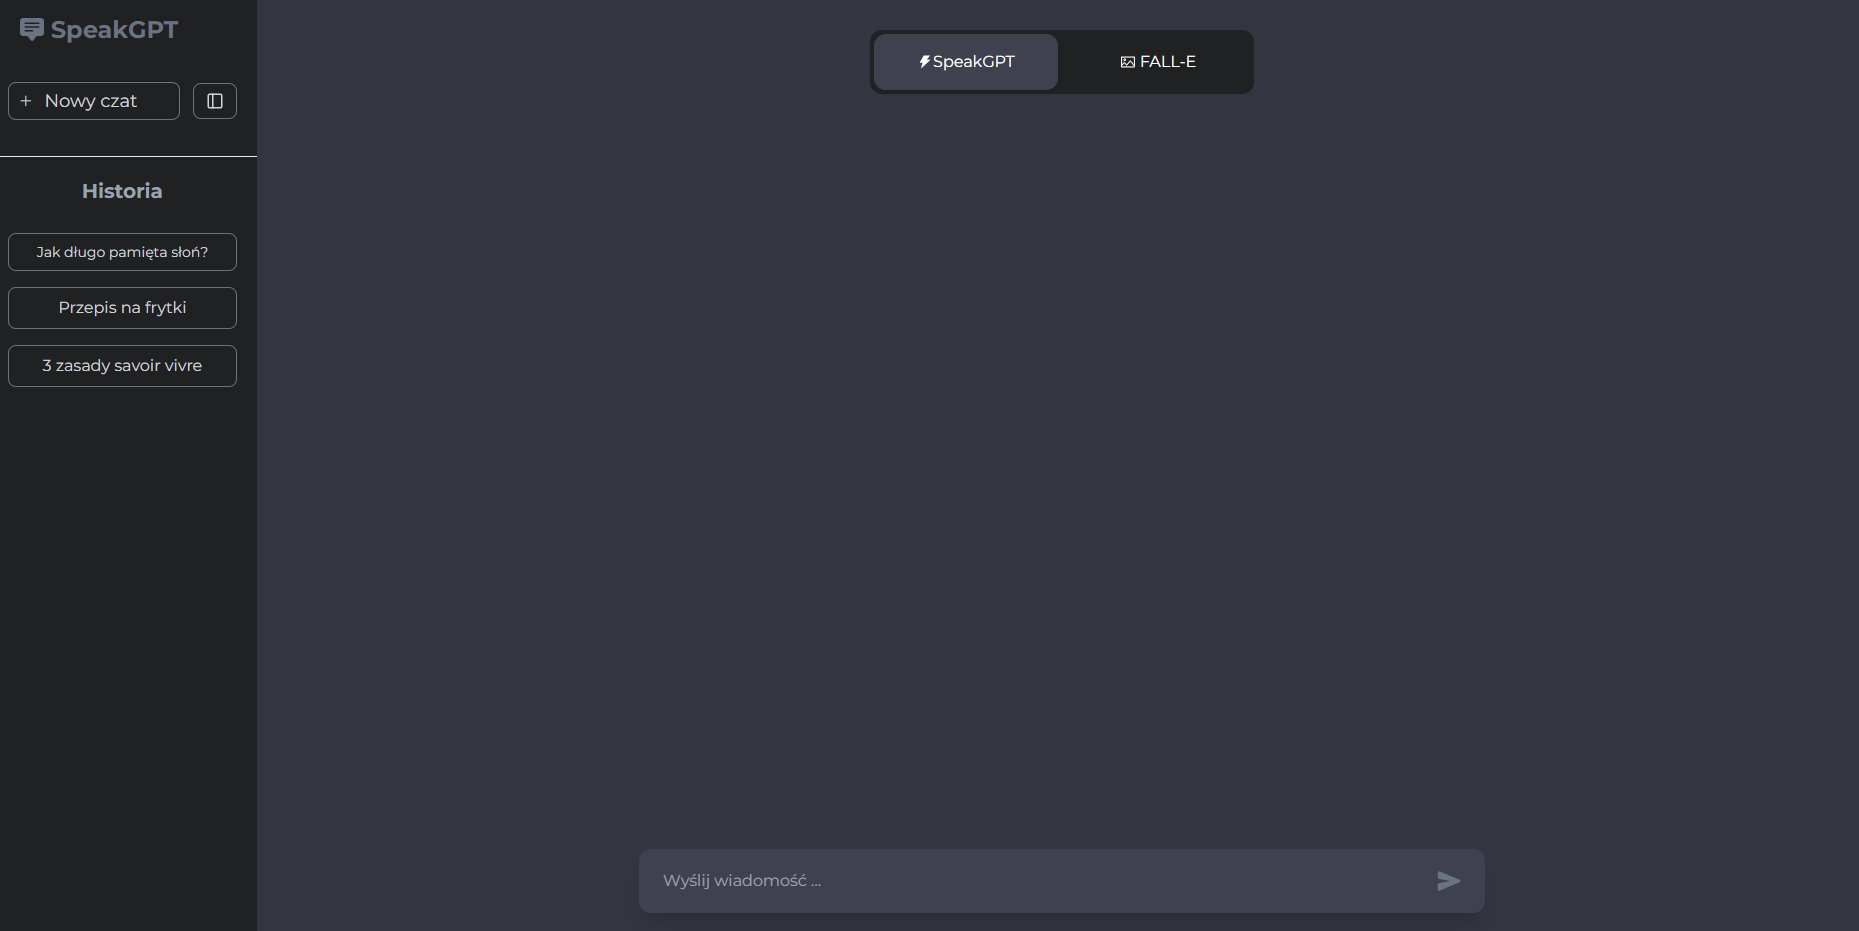 SpeakGPT
Nowy czat
Historia
Jak długo pamięta słoń?
Przepis na frytki
3 zasady savoir vivre
SpeakGPT
FALL-E
Wyślij wiadomość ...